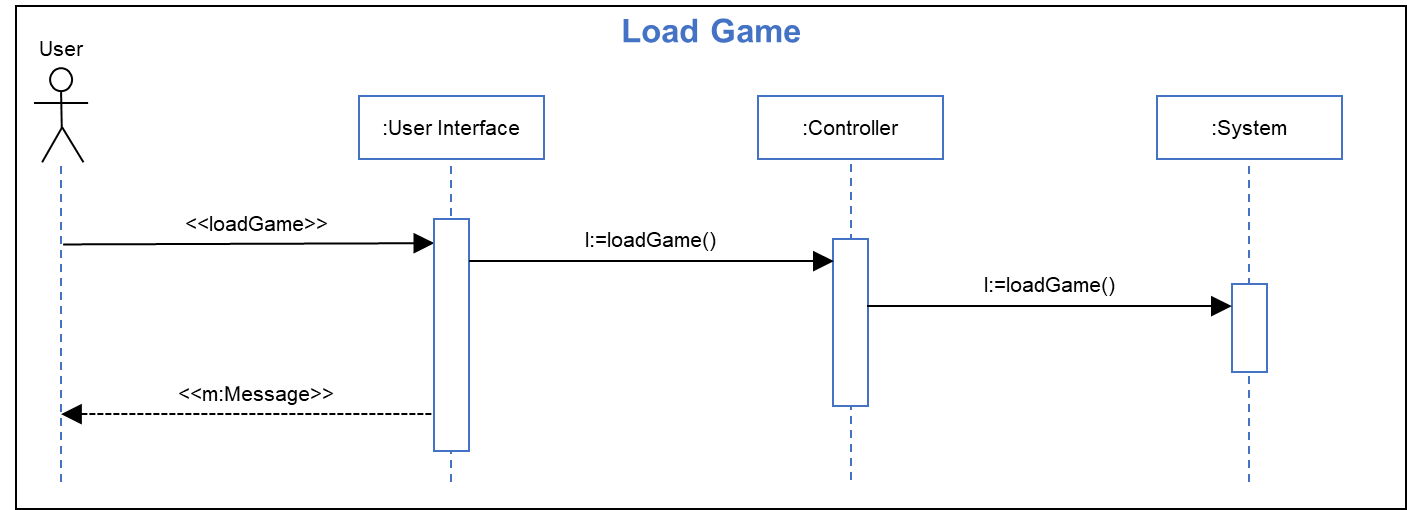 Load Game
User
:User Interface
:Controller
:System
<<loadGame>>
l:=loadGame()
l:=loadGame()
<<m:Message>>